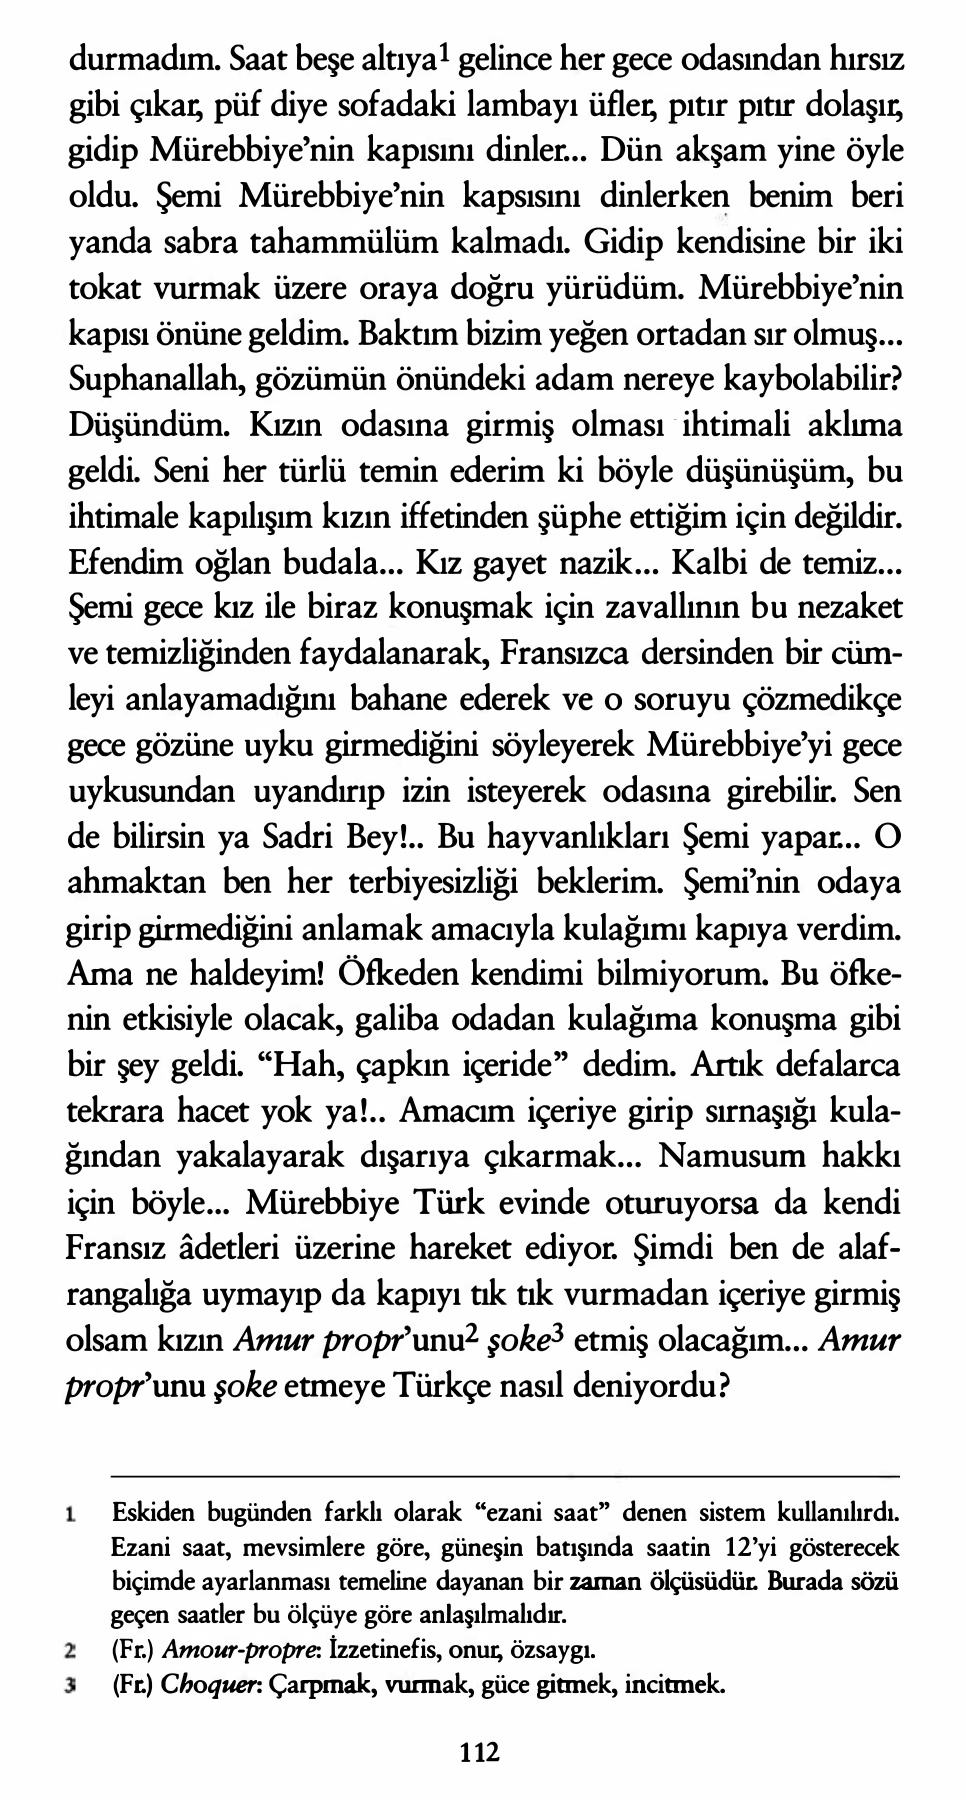 durmadım. Saat beşe altıya1 gelince her gece odasından hırsız
gibi çıkar, püf diye sofadaki lambayı üfler, pıtır pıtır dolaşır,
gidip Mürebbiye’nin kapısını dinler... Dün akşam yine öyle
oldu. Şemi Mürebbiye’nin kapsısını dinlerken benim beri
yanda sabra tahammülüm kalmadı. Gidip kendisine bir iki
tokat vurmak üzere oraya doğru yürüdüm. Mürebbiye’nin
kapısı önüne geldim. Baktım bizim yeğen ortadan sır olmuş...
Suphanallah, gözümün önündeki adam nereye kaybolabilir?
Düşündüm. Kızın odasına girmiş olması ihtimali aklıma
geldi. Seni her türlü temin ederim ki böyle düşünüşüm, bu
ihtimale kapılışım kızın iffetinden şüphe ettiğim için değildir.
Efendim oğlan budala... Kız gayet nazik... Kalbi de temiz...
Şemi gece kız ile biraz konuşmak için zavallının bu nezaket
ve temizliğinden faydalanarak, Fransızca dersinden bir cüm-
leyi anlayamadığını bahane ederek ve o soruyu çözmedikçe
gece gözüne uyku girmediğini söyleyerek Mürebbiye’yi gece
uykusundan uyandırıp izin isteyerek odasına girebilir. Sen
de bilirsin ya Sadri Bey!.. Bu hayvanlıkları Şemi yapar... O
ahmaktan ben her terbiyesizliği beklerim. Şemi’nin odaya
girip girmediğini anlamak amacıyla kulağımı kapıya verdim.
Ama ne haldeyim! Öfkeden kendimi bilmiyorum. Bu öfke-
nin etkisiyle olacak, galiba odadan kulağıma konuşma gibi
bir şey geldi. “Hah, çapkın içeride” dedim. Artık defalarca
tekrara hacet yok ya!.. Amacım içeriye girip sırnaşığı kula-
ğından yakalayarak dışarıya çıkarmak... Namusum hakkı
için böyle... Mürebbiye Türk evinde oturuyorsa da kendi
Fransız âdetleri üzerine hareket ediyor. Şimdi ben de alaf-
rangalığa uymayıp da kapıyı tık tık vurmadan içeriye girmiş
olsam kızın Amur propr’unu2 şoke3 etmiş olacağım... Amur
propr’unu şoke etmeye Türkçe nasıl deniyordu?
1 Eskiden bugünden farklı olarak “ezani saat” denen sistem kullanılırdı.
Ezani saat, mevsimlere göre, güneşin batışında saatin 12’yi gösterecek
biçimde ayarlanması temeline dayanan bir zaman ölçüsüdür. Burada sözü
geçen saatler bu ölçüye göre anlaşılmalıdır.
2 (Fr.) Amour-propre: İzzetinefis, onur, özsaygı.
3 (Fr.) Choquer: Çarpmak, vurmak, güce gitmek, incitmek.
112